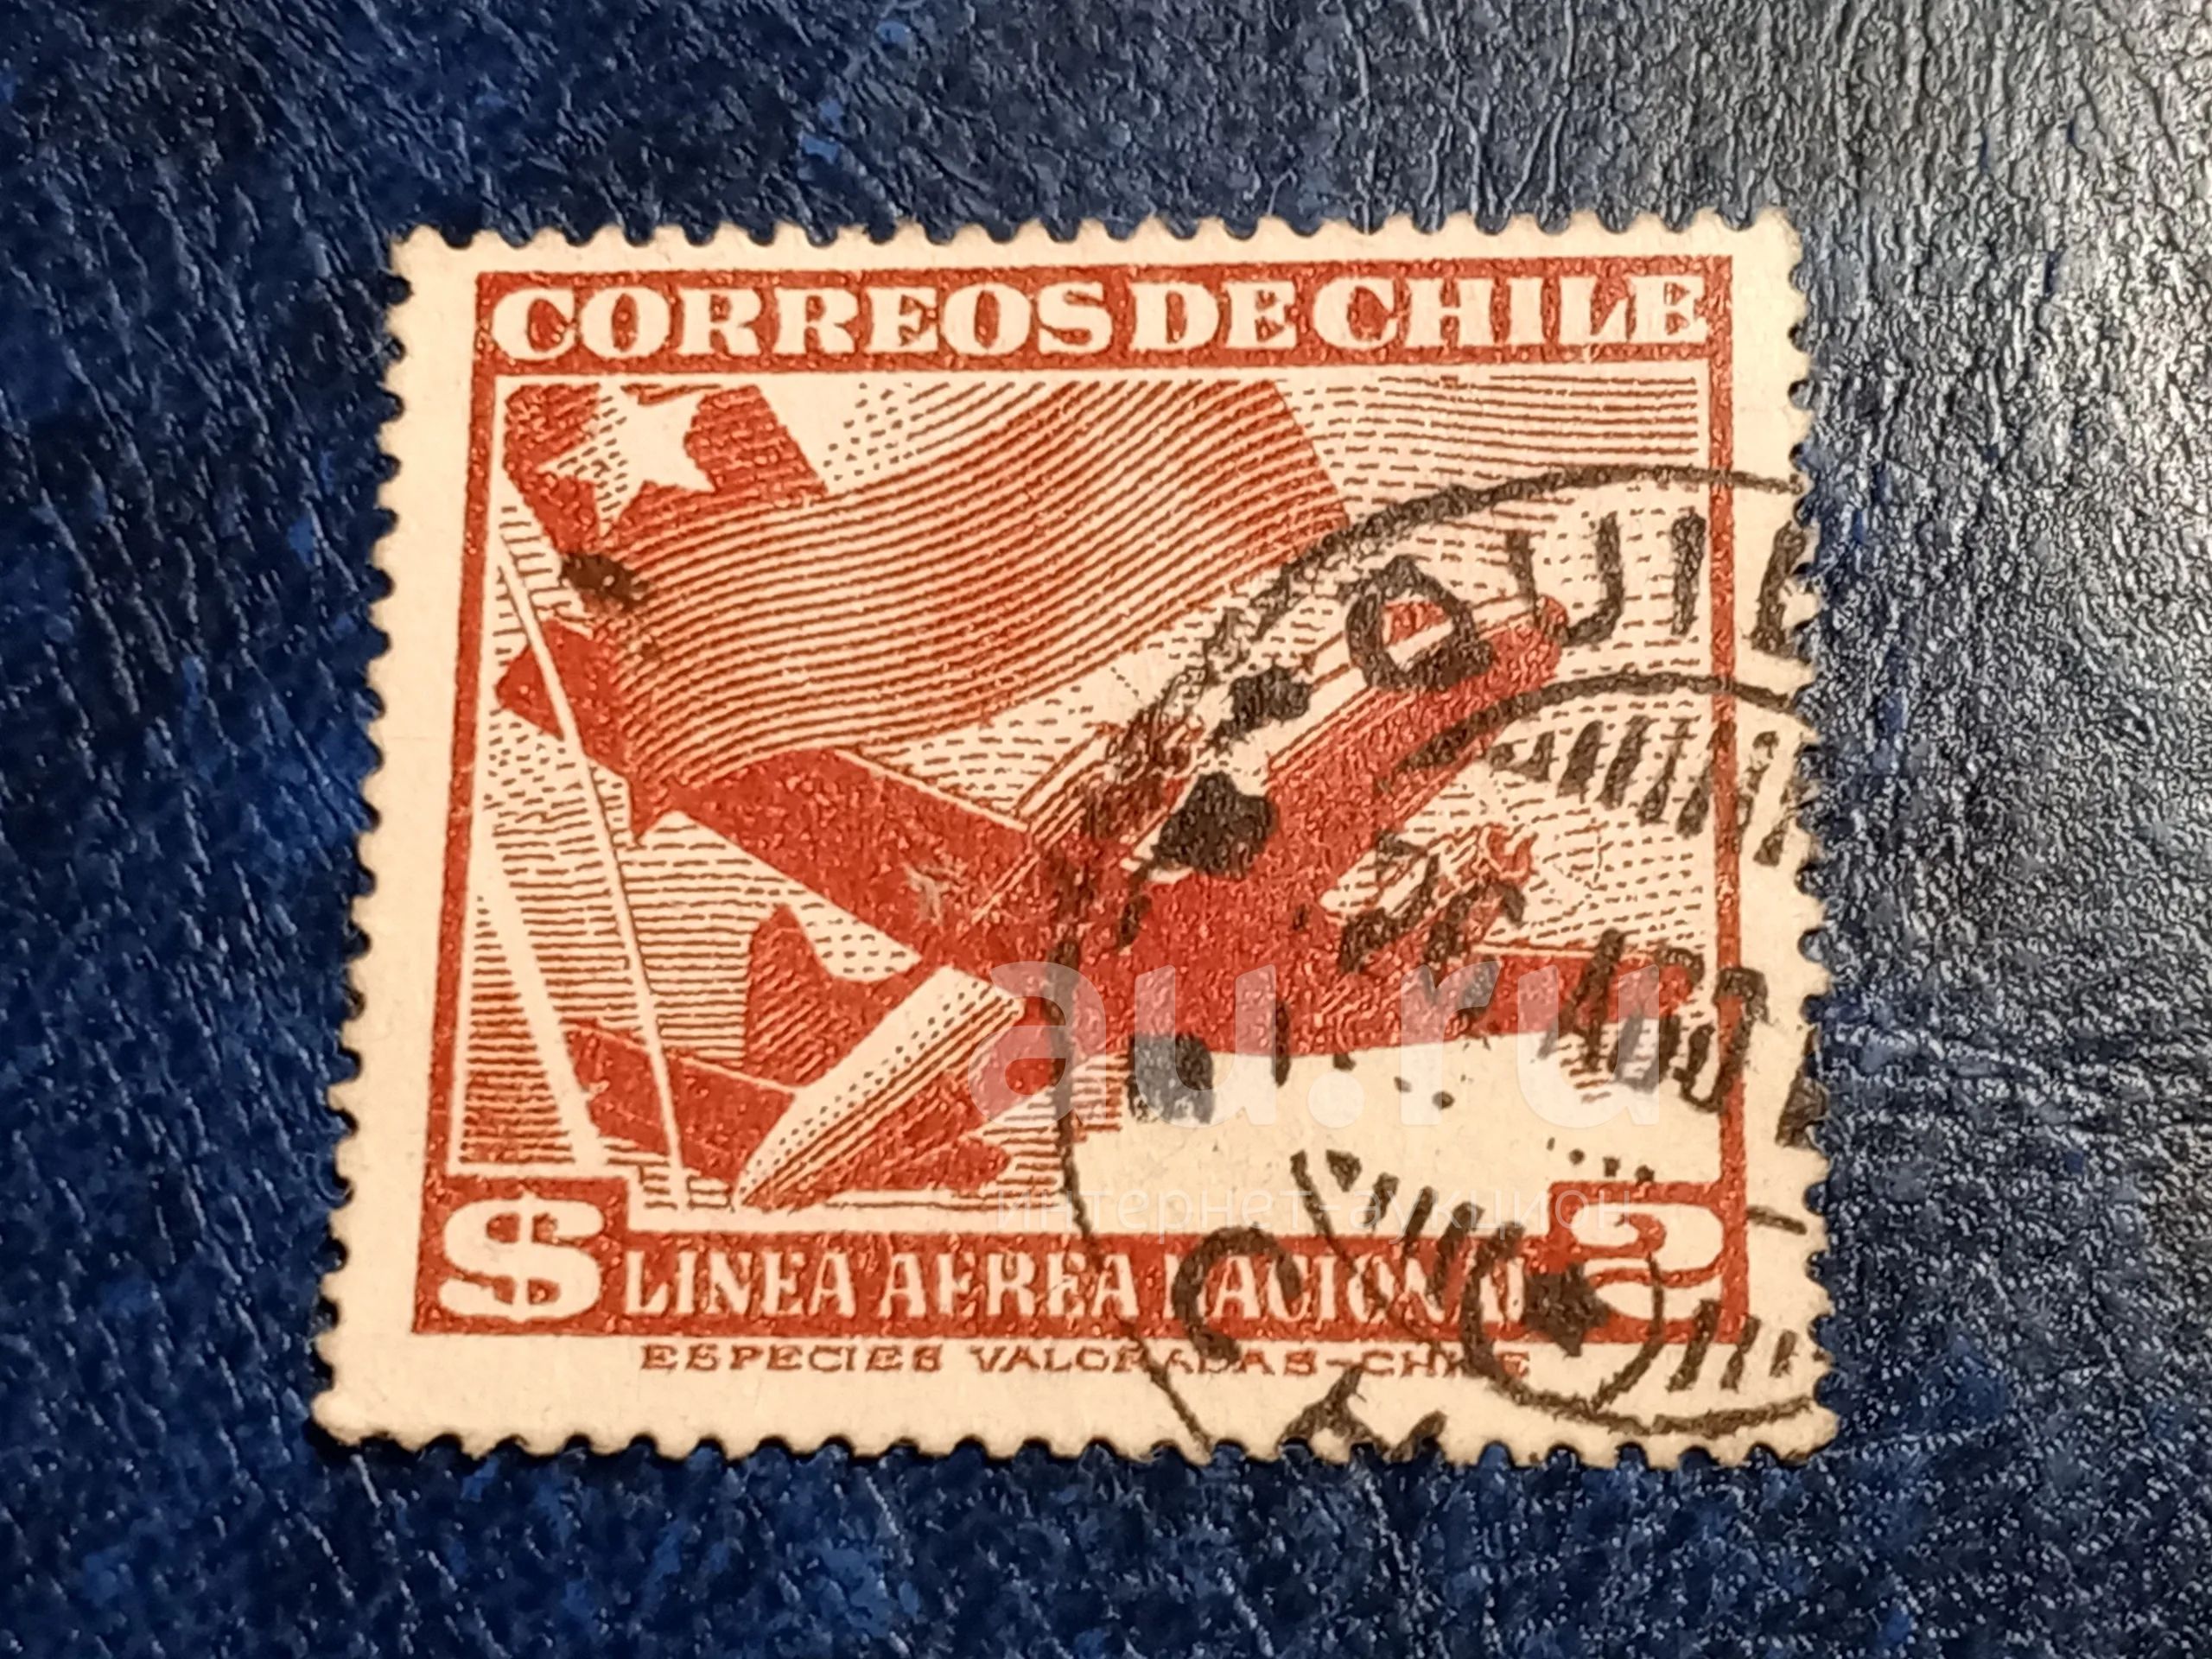 CORREOS DE CHILE
au.ru
интернет-аукцион
$ LINEA AEREA NACIONAL 2
ESPECIES VALORADAS-CHILE